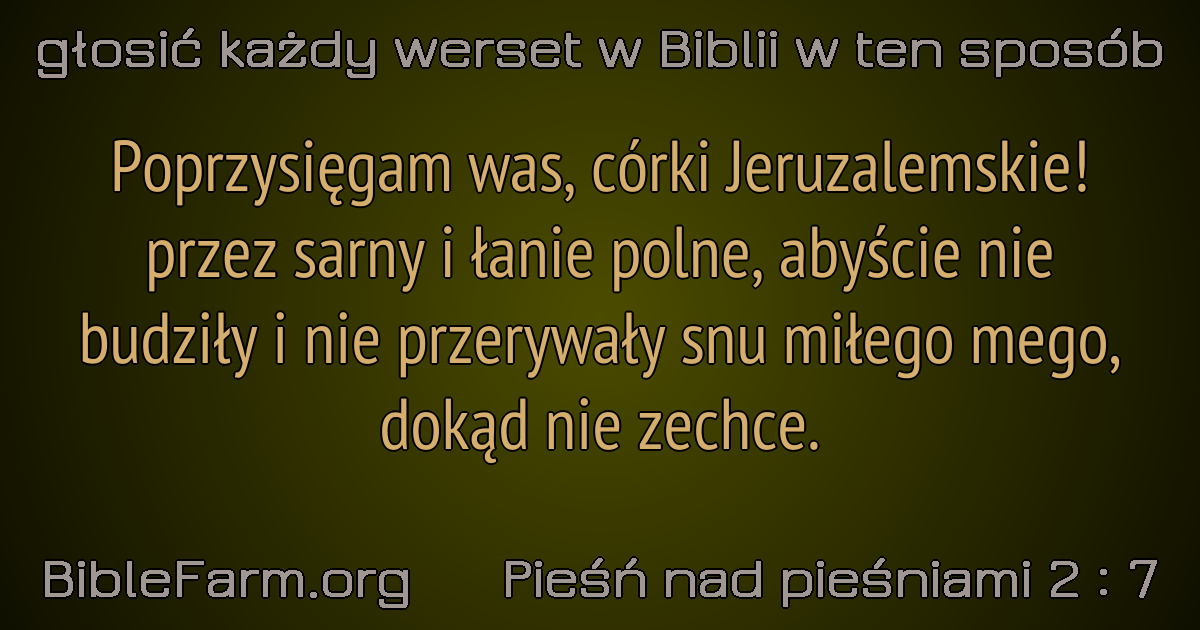 głosić każdy werset w Biblii w ten sposób
Poprzysięgam was, córki Jeruzalemskie!
przez sarny i łanie polne, abyście nie
budziły i nie przerywały snu miłego mego,
dokąd nie zechce.
BibleFarm.org Pieśń nad pieśniami 2 : 7